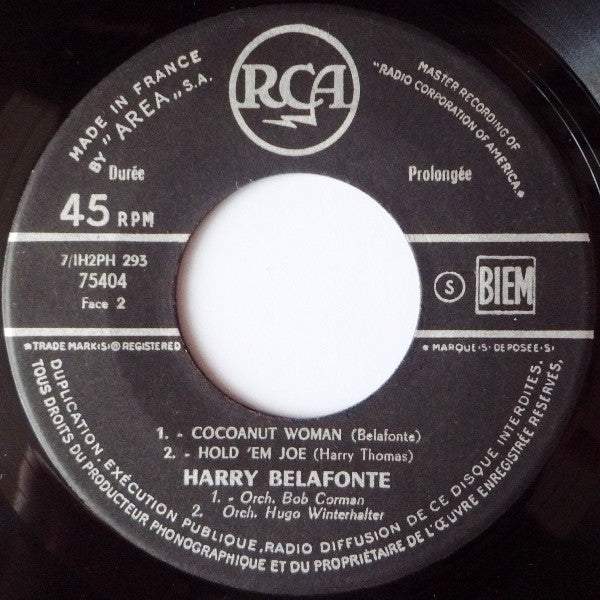 RCA
MADE IN FRANCE
BY "AREA" S.A.
MASTER RECORDING OF
"RADIO CORPORATION OF AMERICA."
Durée
Prolongée
45 RPM
7/1H2PH 293
75404
Face 2
S
BIEM
★TRADE MARK(S)® REGISTERED
★ MARQUE·S· DEPOSÉE·S·
1. - COCOANUT WOMAN (Belafonte)
2. - HOLD 'EM JOE (Harry Thomas)
HARRY BELAFONTE
1. - Orch. Bob Corman
2. Orch. Hugo Winterhalter
DUPLICATION EXÉCUTION PUBLIQUE, RADIO DIFFUSION DE CE DISQUE INTERDITES.
TOUS DROITS DU PRODUCTEUR PHONOGRAPHIQUE ET DU PROPRIÉTAIRE DE L'ŒUVRE ENREGISTRÉE RÉSERVÉS,